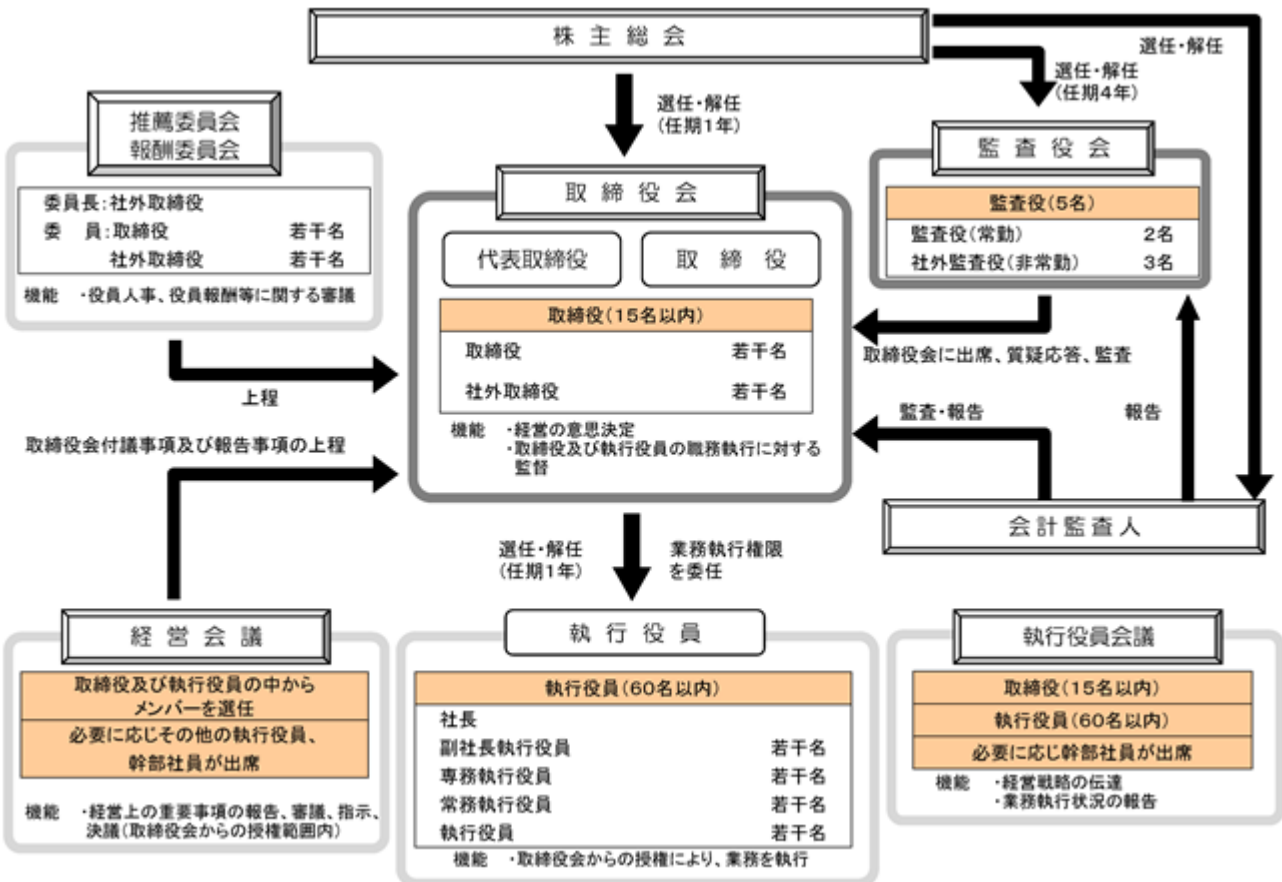 株主総会
選任・解任
選任・解任
(任期4年)
選任・解任
(任期1年)
推薦委員会
報酬委員会
委員長:社外取締役
委 員:取締役 若干名
社外取締役 若干名
機能 ・役員人事、役員報酬等に関する審議
取締役会
代表取締役
取締役
取締役(15名以内)
取締役 若干名
社外取締役 若干名
機能 ・経営の意思決定
・取締役及び執行役員の職務執行に対する
監督
監査役会
監査役(5名)
監査役(常勤) 2名
社外監査役(非常勤) 3名
取締役会に出席、質疑応答、監査
上程
監査・報告
報告
取締役会付議事項及び報告事項の上程
会計監査人
選任・解任
(任期1年)
業務執行権限
を委任
経営会議
取締役及び執行役員の中から
メンバーを選任
必要に応じその他の執行役員、
幹部社員が出席
機能 ・経営上の重要事項の報告、審議、指示、
決議(取締役会からの授権範囲内)
執行役員
執行役員(60名以内)
社長
副社長執行役員 若干名
専務執行役員 若干名
常務執行役員 若干名
執行役員 若干名
機能 ・取締役会からの授権により、業務を執行
執行役員会議
取締役(15名以内)
執行役員(60名以内)
必要に応じ幹部社員が出席
機能 ・経営戦略の伝達
・業務執行状況の報告